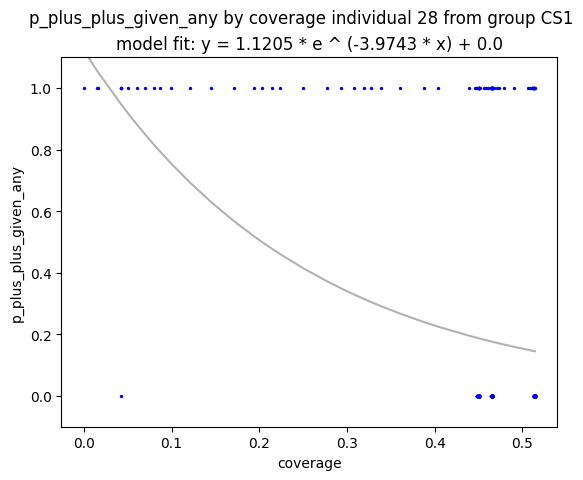 p_plus_plus_given_any by coverage individual 28 from group CS1
model fit: y = 1.1205 * e ^ (-3.9743 * x) + 0.0
1.0
0.8
0.6
0.4
0.2
0.0
p_plus_plus_given_any
0.0 0.1 0.2 0.3 0.4 0.5
coverage